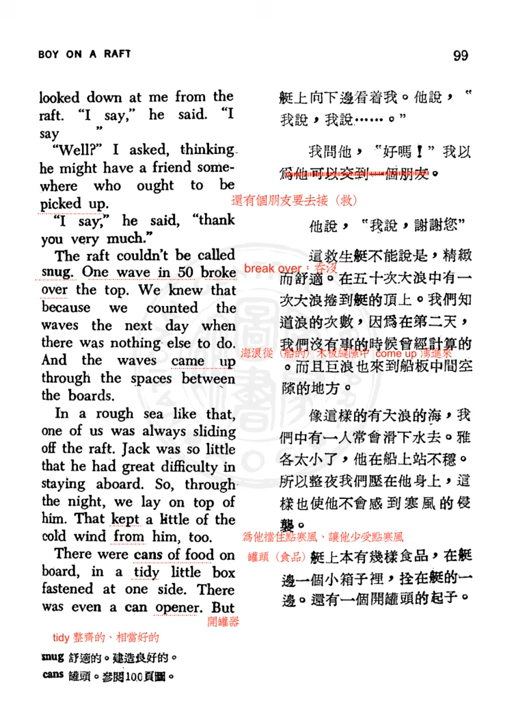 BOY ON A RAFT
99
looked down at me from the
raft. “I say,” he said. “I
say      ”
“Well?” I asked, thinking
he might have a friend some-
where who ought to be
picked up.
“I say,” he said, “thank
you very much.”
The raft couldn't be called
snug. One wave in 50 broke
over the top. We knew that
because we counted the
waves the next day when
there was nothing else to do.
And the waves came up
through the spaces between
the boards.
In a rough sea like that,
one of us was always sliding
off the raft. Jack was so little
that he had great difficulty in
staying aboard. So, through
the night, we lay on top of
him. That kept a little of the
cold wind from him, too.
There were cans of food on
board, in a tidy little box
fastened at one side. There
was even a can opener. But
開罐器
tidy 整齊的、相當好的
snug 舒適的。建造良好的。
cans 罐頭。參閱100頁圖。
艇上向下邊看着我。他說，〝
我說，我說……。〞
我問他，〝好嗎！〞我以
爲他可以交到一個朋友。
還有個朋友要去接（救）
他說，〝我說，謝謝您〞
這救生艇不能說是，精緻
break over：吞沒
而舒適。在五十次大浪中有一
次大浪捲到艇的頂上。我們知
道浪的次數，因爲在第二天，
我們沒有事的時候曾經計算的
海浪從（船的）木板縫隙中 come up 湧進來
。而且巨浪也來到船板中間空
隙的地方。
像這樣的有大浪的海，我
們中有一人常會滑下水去。雅
各太小了，他在船上站不穩。
所以整夜我們壓在他身上，這
樣也使他不會感到寒風的侵
襲。
為他擋住點寒風、讓他少受點寒風
罐頭（食品）
艇上本有幾樣食品，在艇
邊一個小箱子裡，拴在艇的一
邊。還有一個開罐頭的起子。